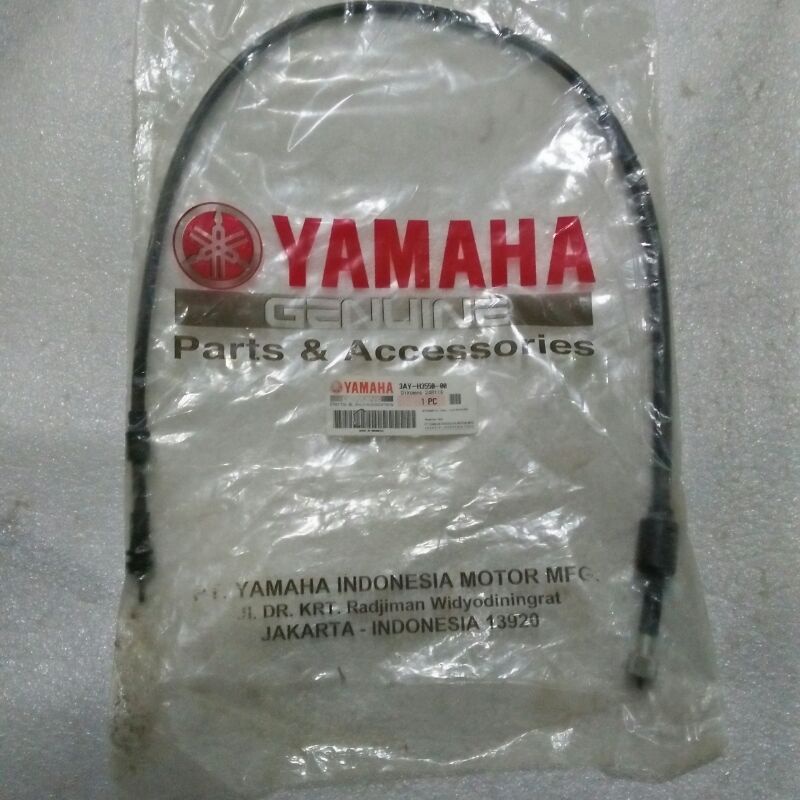 YAMAHA
GENUINE
Parts & Accessories
YAMAHA 3AY-H3550-00
1 PC
PT. YAMAHA INDONESIA MOTOR MFG.
Jl. DR. KRT. Radjiman Widyodiningrat
JAKARTA - INDONESIA 13920